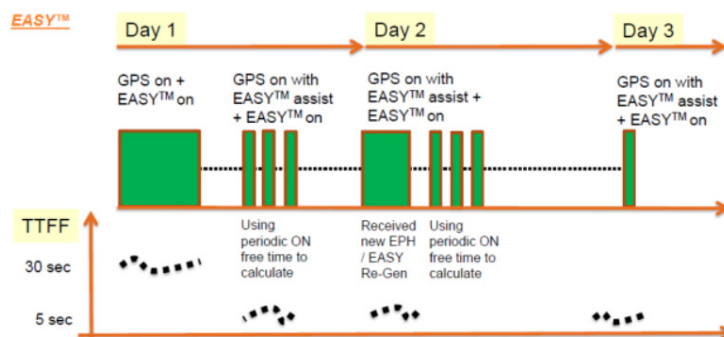 EASY™
Day 1
Day 2
Day 3
GPS on +
EASY™ on
GPS on with
EASY™ assist
+ EASY™ on
GPS on with
EASY™ assist +
EASY™ on
GPS on with
EASY™ assist
+ EASY™ on
TTFF
Using
periodic ON
free time to
calculate
Received
new EPH
/ EASY
Re-Gen
Using
periodic ON
free time to
calculate
30 sec
5 sec